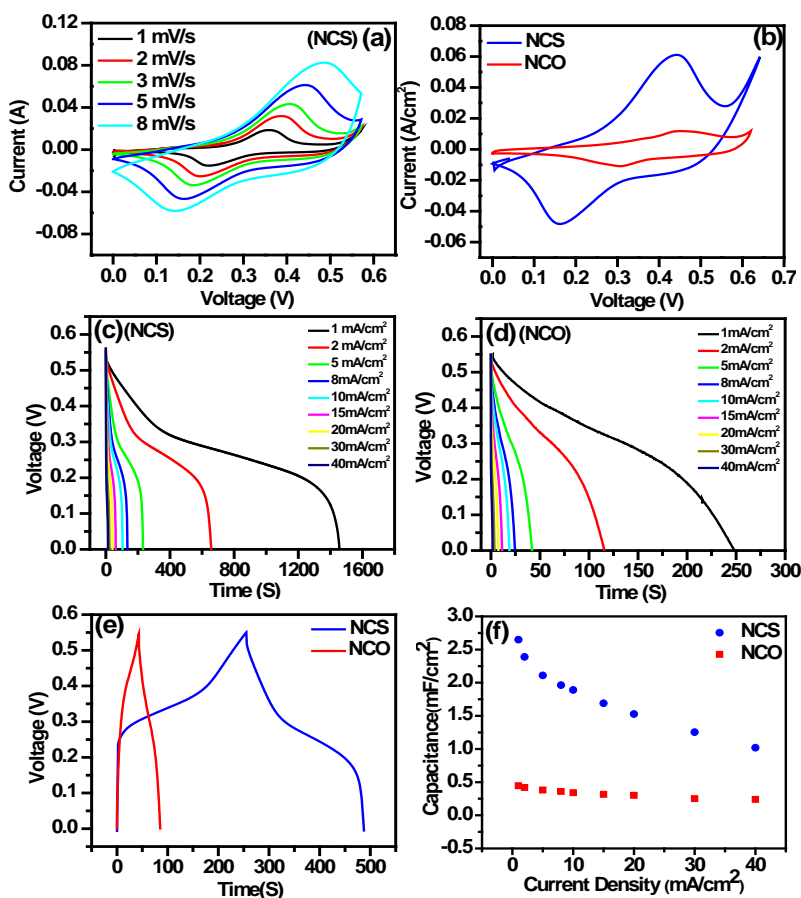 (NCS) (a)
1 mV/s
2 mV/s
3 mV/s
5 mV/s
8 mV/s
0.12
0.08
0.04
0.00
-0.04
-0.08
Current (A)
0.0 0.1 0.2 0.3 0.4 0.5 0.6
Voltage (V)
(b)
NCS
NCO
0.08
0.06
0.04
0.02
0.00
-0.02
-0.04
-0.06
Current (A/cm²)
0.0 0.1 0.2 0.3 0.4 0.5 0.6 0.7
Voltage (V)
(c) (NCS)
1 mA/cm²
2 mA/cm²
5 mA/cm²
8mA/cm²
10mA/cm²
15mA/cm²
20mA/cm²
30mA/cm²
40mA/cm²
0.6
0.5
0.4
0.3
0.2
0.1
0.0
Voltage (V)
0 400 800 1200 1600
Time (S)
(d) (NCO)
1mA/cm²
2mA/cm²
5mA/cm²
8mA/cm²
10mA/cm²
15mA/cm²
20mA/cm²
30mA/cm²
40mA/cm²
0.6
0.5
0.4
0.3
0.2
0.1
0.0
Voltage (V)
0 50 100 150 200 250 300
Time (S)
(e)
NCS
NCO
0.6
0.5
0.4
0.3
0.2
0.1
0.0
Voltage (V)
0 100 200 300 400 500
Time(S)
(f)
NCS
NCO
3.0
2.5
2.0
1.5
1.0
0.5
0.0
-0.5
Capacitance(mF/cm²)
0 10 20 30 40
Current Density (mA/cm²)